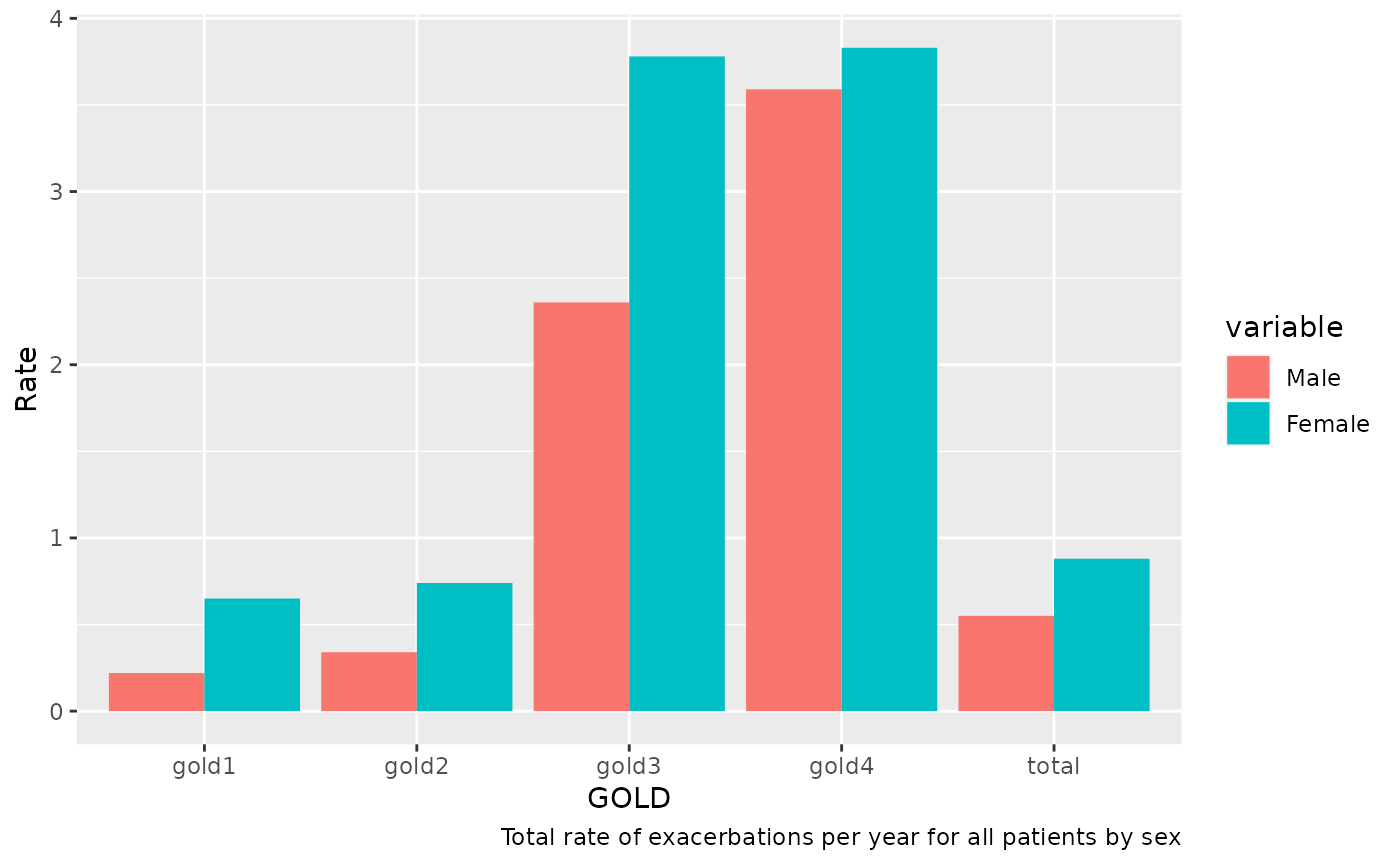 4
3
2
1
0
Rate
gold1 gold2 gold3 gold4 total
GOLD
Total rate of exacerbations per year for all patients by sex
variable
Male
Female